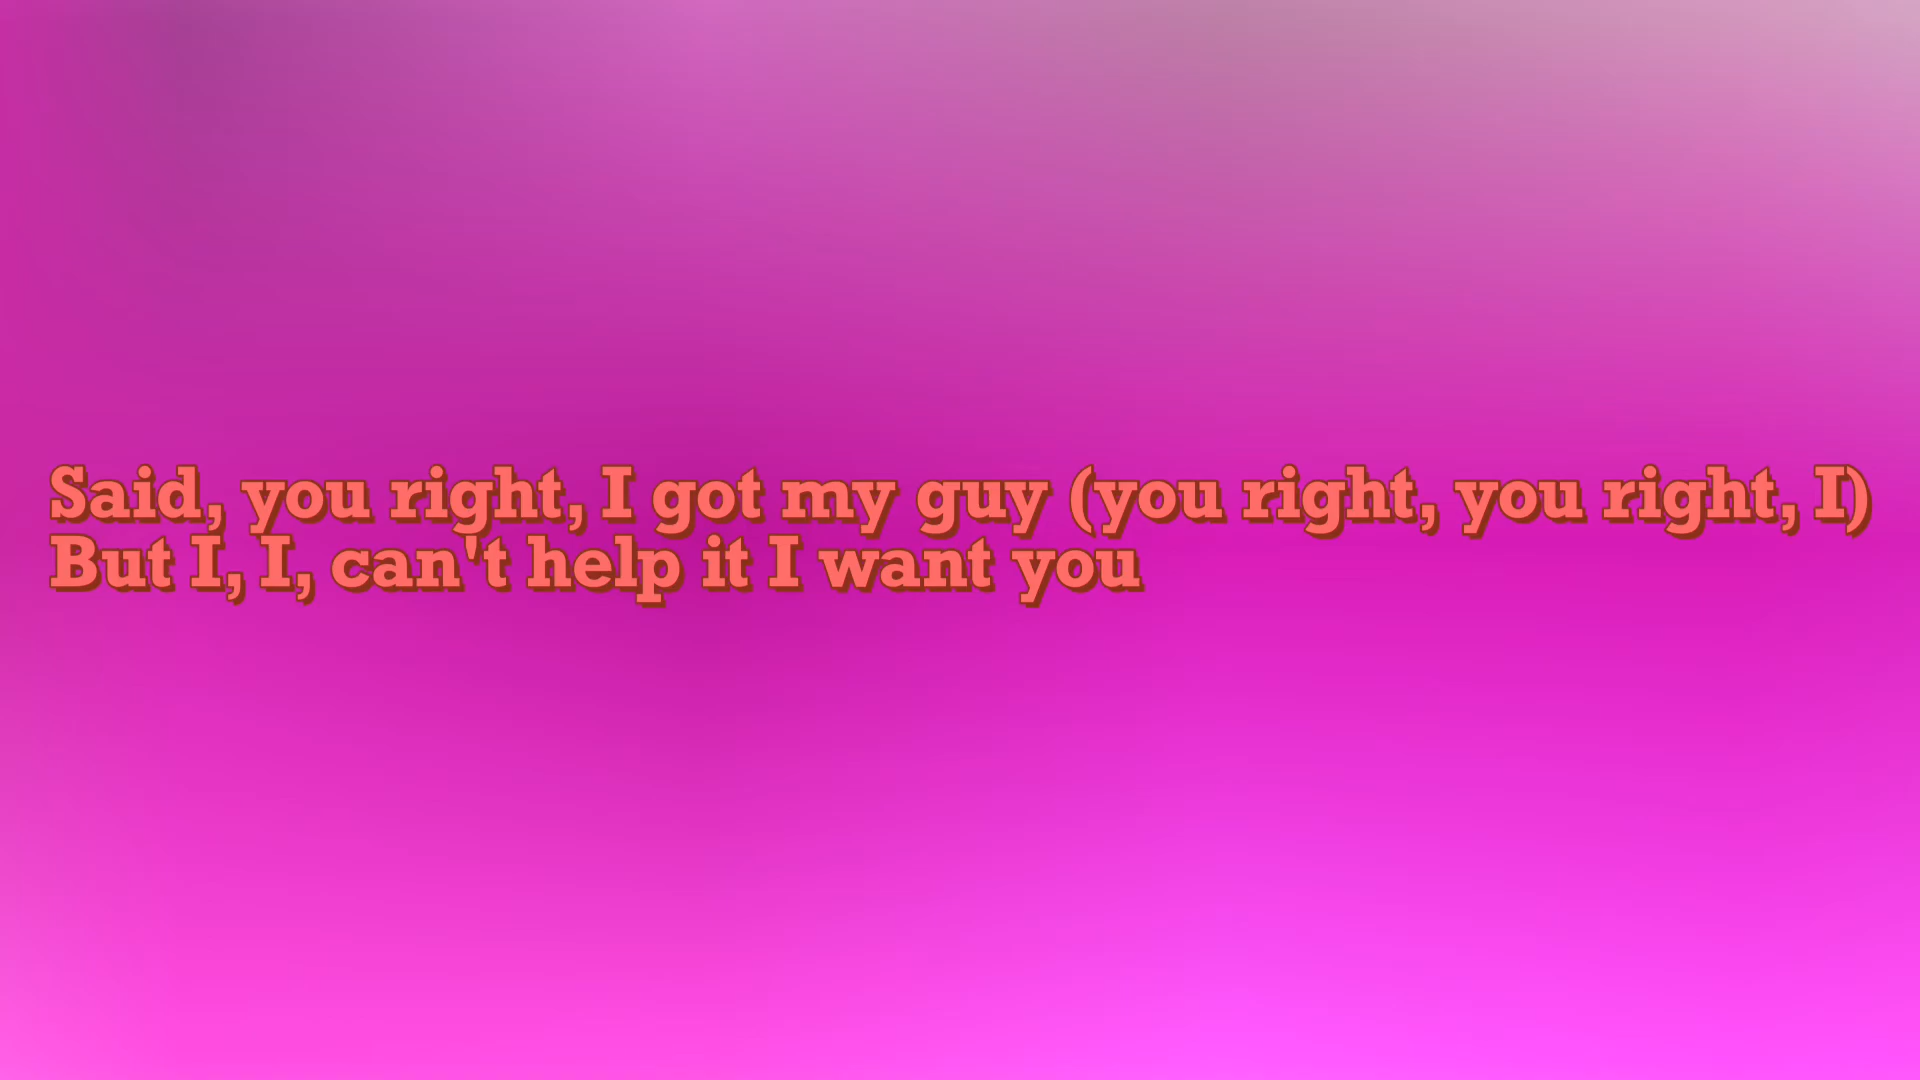 Said, you right, I got my guy (you right, you right, I)
But I, I, can't help it I want you